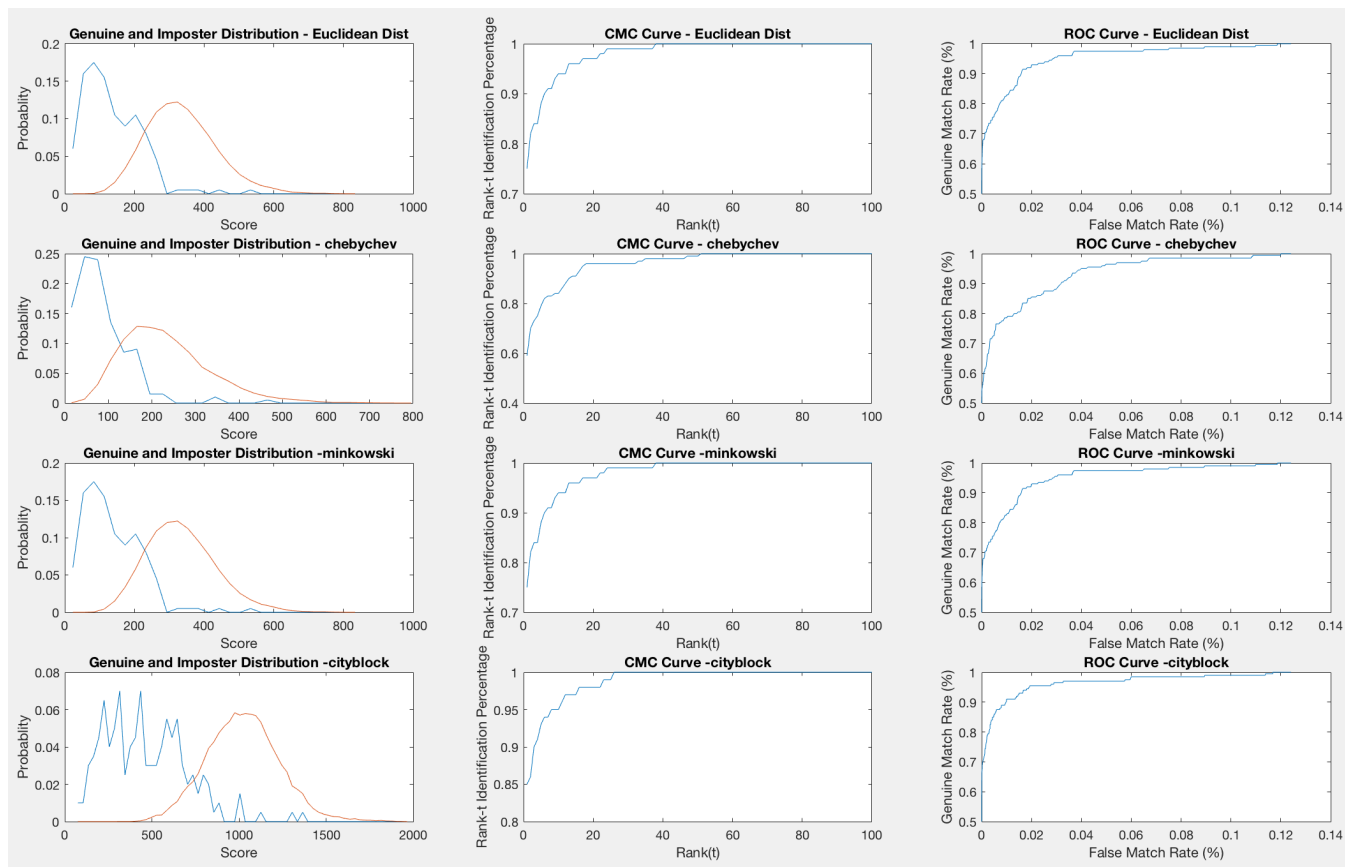 Genuine and Imposter Distribution - Euclidean Dist
0.2
0.15
0.1
0.05
0
Probablity
0 200 400 600 800 1000
Score
CMC Curve - Euclidean Dist
1
0.9
0.8
0.7
Rank-t Identification Percentage
0 20 40 60 80 100
Rank(t)
ROC Curve - Euclidean Dist
1
0.9
0.8
0.7
0.6
0.5
Genuine Match Rate (%)
0 0.02 0.04 0.06 0.08 0.1 0.12 0.14
False Match Rate (%)
Genuine and Imposter Distribution - chebychev
0.25
0.2
0.15
0.1
0.05
0
Probablity
0 100 200 300 400 500 600 700 800
Score
CMC Curve - chebychev
1
0.8
0.6
0.4
Rank-t Identification Percentage
0 20 40 60 80 100
Rank(t)
ROC Curve - chebychev
1
0.9
0.8
0.7
0.6
0.5
Genuine Match Rate (%)
0 0.02 0.04 0.06 0.08 0.1 0.12 0.14
False Match Rate (%)
Genuine and Imposter Distribution -minkowski
0.2
0.15
0.1
0.05
0
Probablity
0 200 400 600 800 1000
Score
CMC Curve -minkowski
1
0.9
0.8
0.7
Rank-t Identification Percentage
0 20 40 60 80 100
Rank(t)
ROC Curve -minkowski
1
0.9
0.8
0.7
0.6
0.5
Genuine Match Rate (%)
0 0.02 0.04 0.06 0.08 0.1 0.12 0.14
False Match Rate (%)
Genuine and Imposter Distribution -cityblock
0.08
0.06
0.04
0.02
0
Probablity
500 1000 1500 2000
Score
CMC Curve -cityblock
1
0.95
0.9
0.85
0.8
Rank-t Identification Percentage
0 20 40 60 80 100
Rank(t)
ROC Curve -cityblock
1
0.9
0.8
0.7
0.6
0.5
Genuine Match Rate (%)
0 0.02 0.04 0.06 0.08 0.1 0.12 0.14
False Match Rate (%)